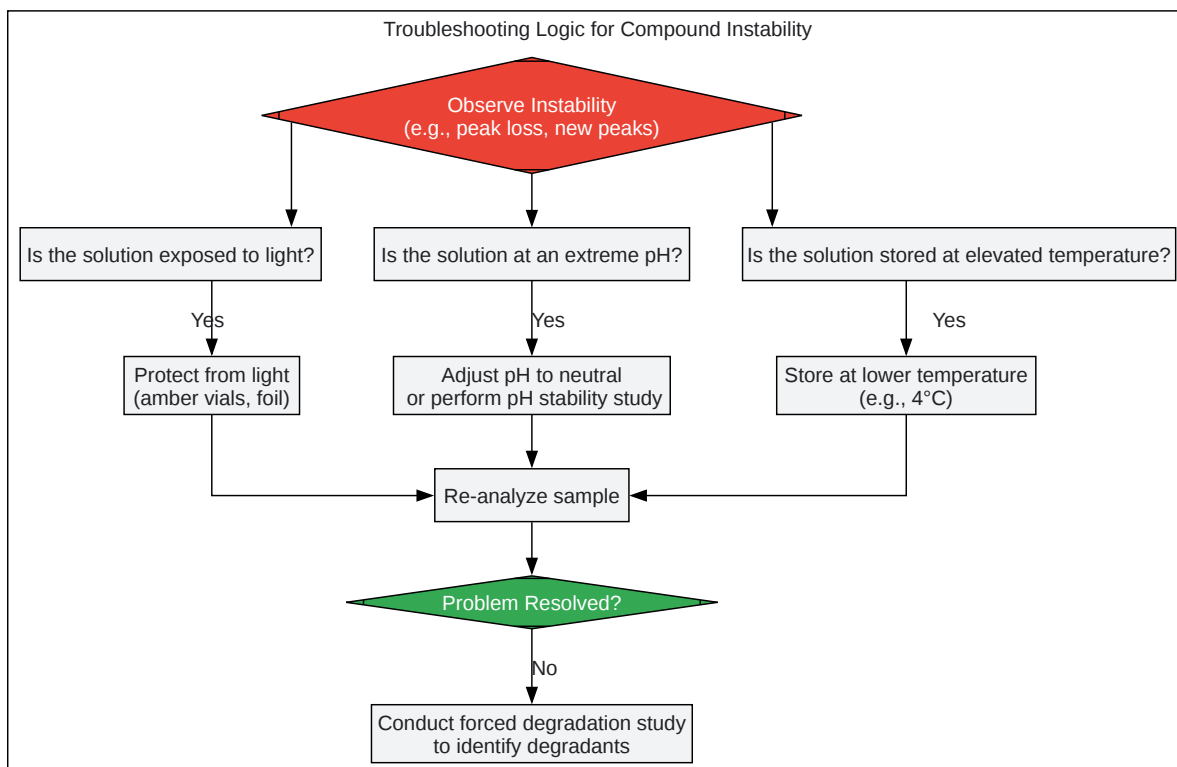 Troubleshooting Logic for Compound Instability
Observe Instability
(e.g., peak loss, new peaks)
Is the solution exposed to light?
Is the solution at an extreme pH?
Is the solution stored at elevated temperature?
Yes
Yes
Yes
Protect from light
(amber vials, foil)
Adjust pH to neutral
or perform pH stability study
Store at lower temperature
(e.g., 4°C)
Re-analyze sample
Problem Resolved?
No
Conduct forced degradation study
to identify degradants